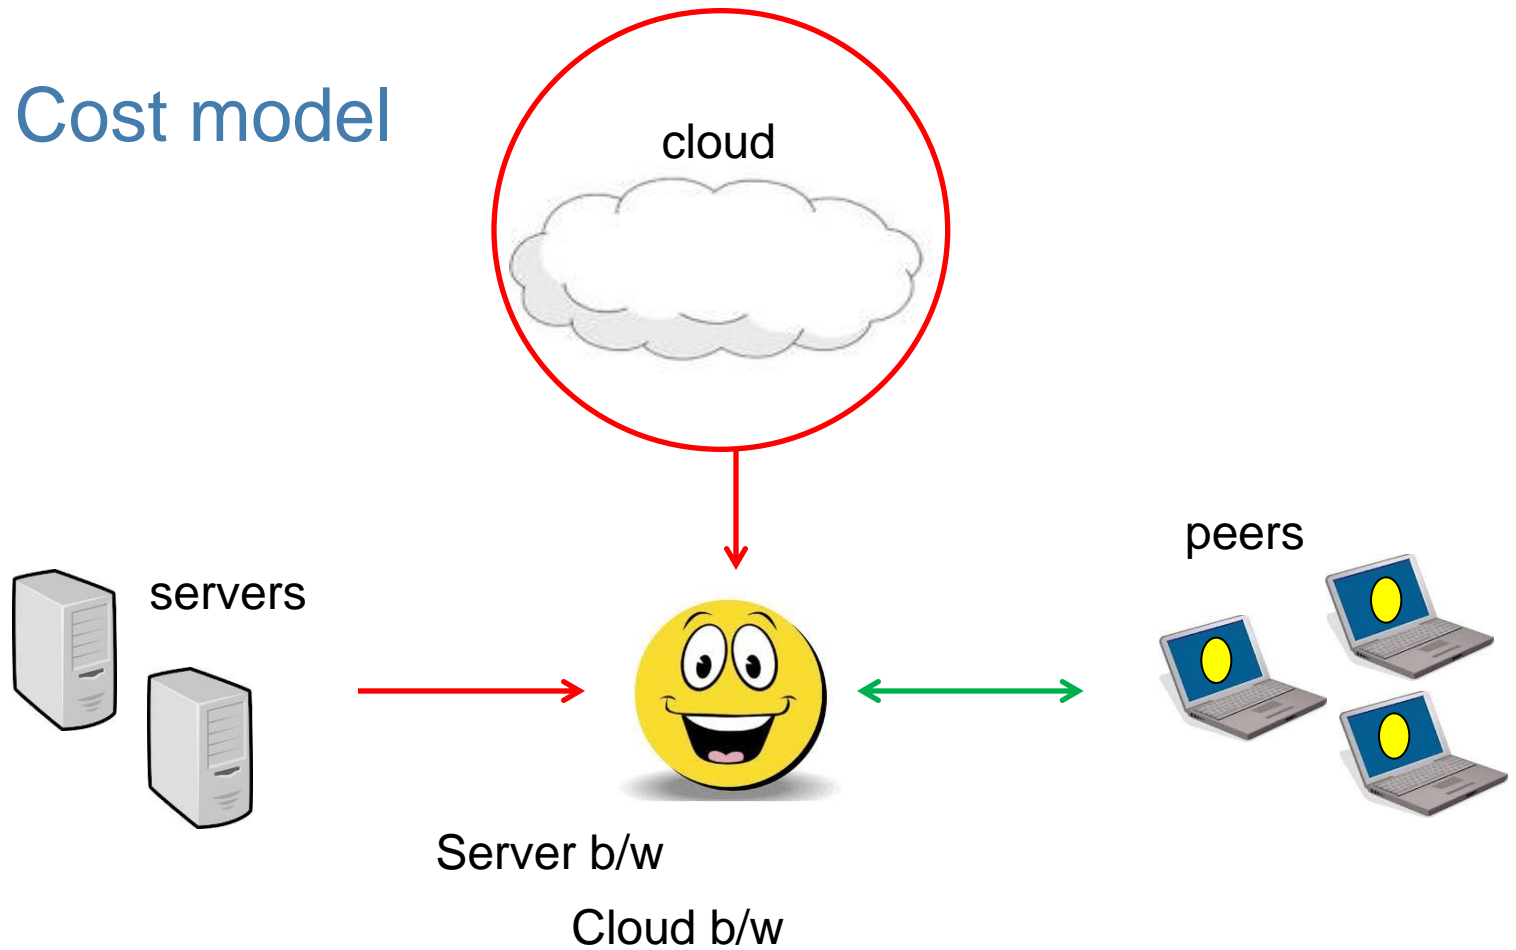 Cost model
cloud
peers
servers
Server b/w
Cloud b/w